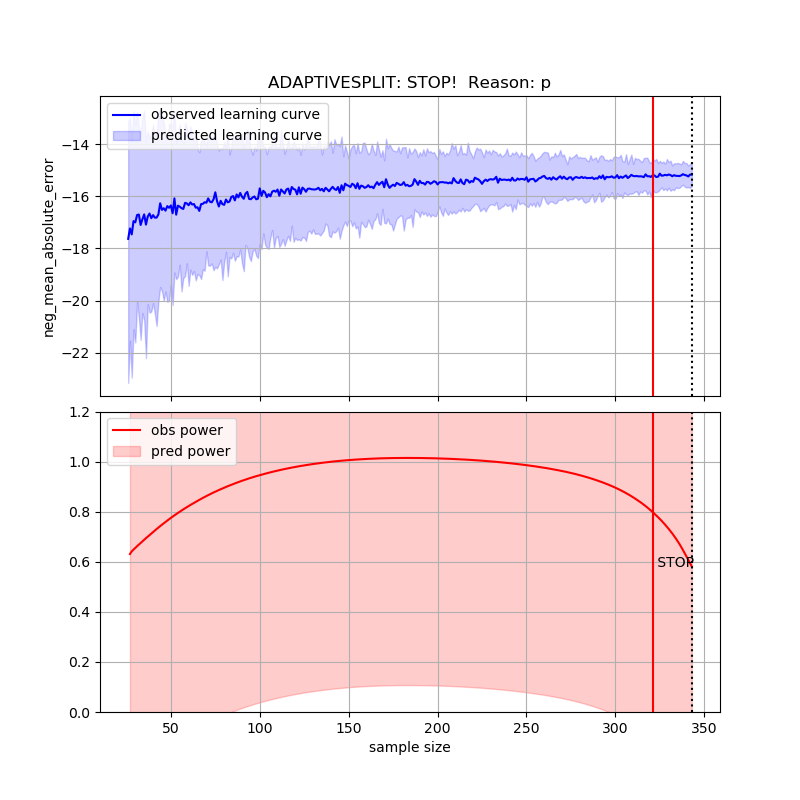 ADAPTIVESPLIT: STOP!  Reason: p
observed learning curve
predicted learning curve
neg_mean_absolute_error
−14
−16
−18
−20
−22
obs power
pred power
1.2
1.0
0.8
0.6
0.4
0.2
0.0
STOP
50 100 150 200 250 300 350
sample size